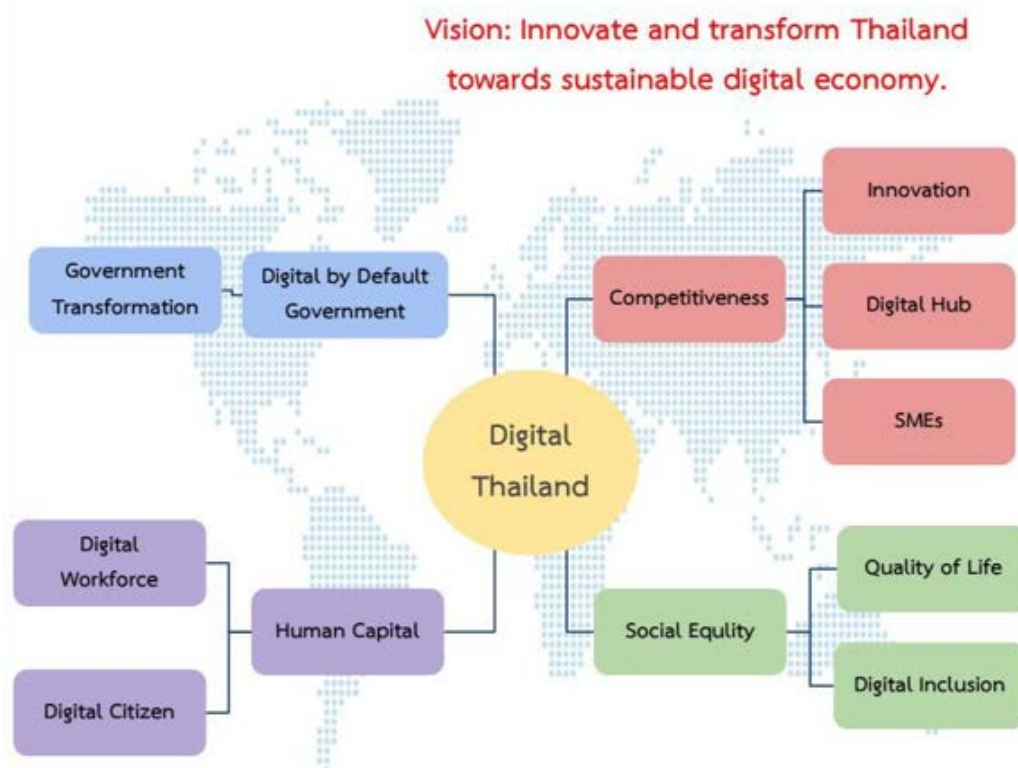 Vision: Innovate and transform Thailand
towards sustainable digital economy.
Government
Transformation
Digital by Default
Government
Competitiveness
Innovation
Digital Hub
SMEs
Digital
Thailand
Digital
Workforce
Human Capital
Digital Citizen
Social Equlity
Quality of Life
Digital Inclusion